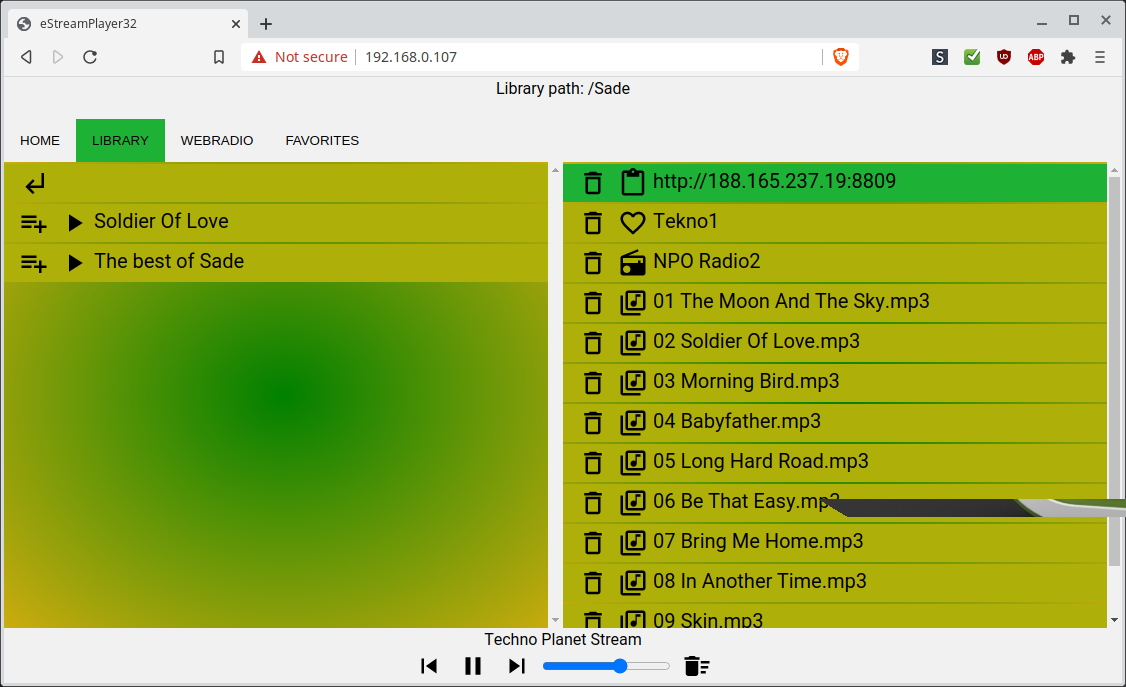 eStreamPlayer32
Not secure 192.168.0.107
S UO ABP
Library path: /Sade
HOME LIBRARY WEBRADIO FAVORITES
Soldier Of Love
The best of Sade
http://188.165.237.19:8809
Tekno1
NPO Radio2
01 The Moon And The Sky.mp3
02 Soldier Of Love.mp3
03 Morning Bird.mp3
04 Babyfather.mp3
05 Long Hard Road.mp3
06 Be That Easy.mp3
07 Bring Me Home.mp3
08 In Another Time.mp3
09 Skin.mp3
Techno Planet Stream